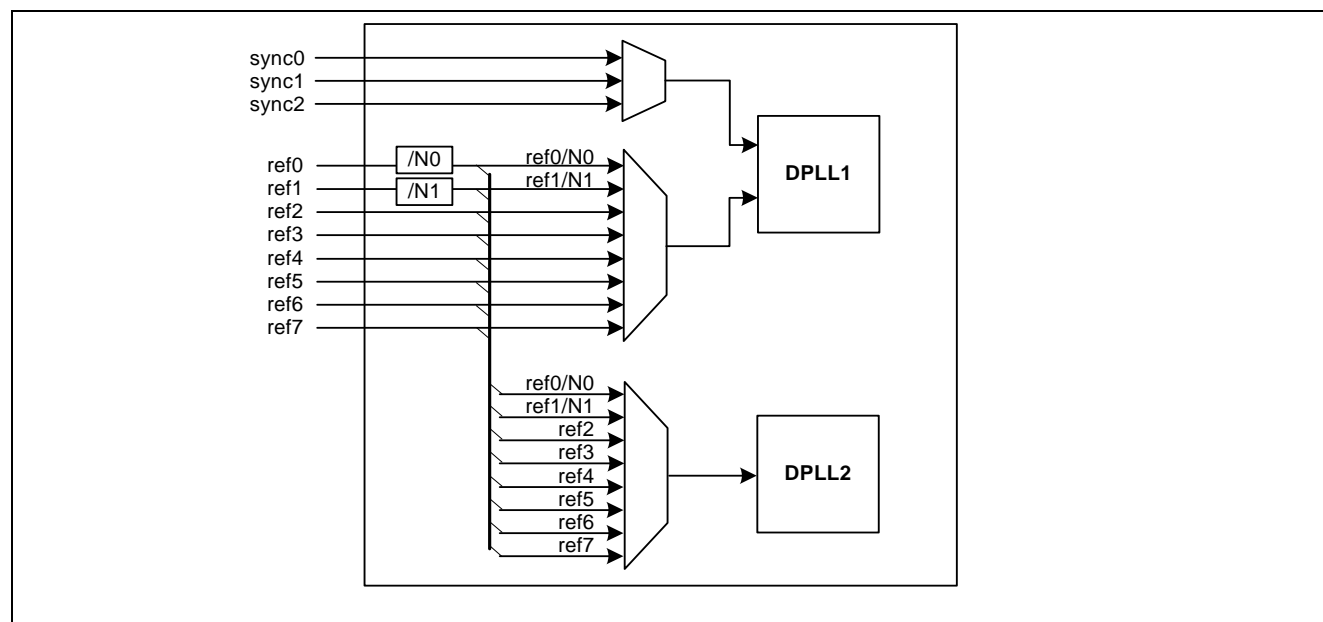 sync0
sync1
sync2
ref0
/N0
ref0/N0
ref1
/N1
ref1/N1
ref2
ref3
ref4
ref5
ref6
ref7
DPLL1
ref0/N0
ref1/N1
ref2
ref3
ref4
ref5
ref6
ref7
DPLL2